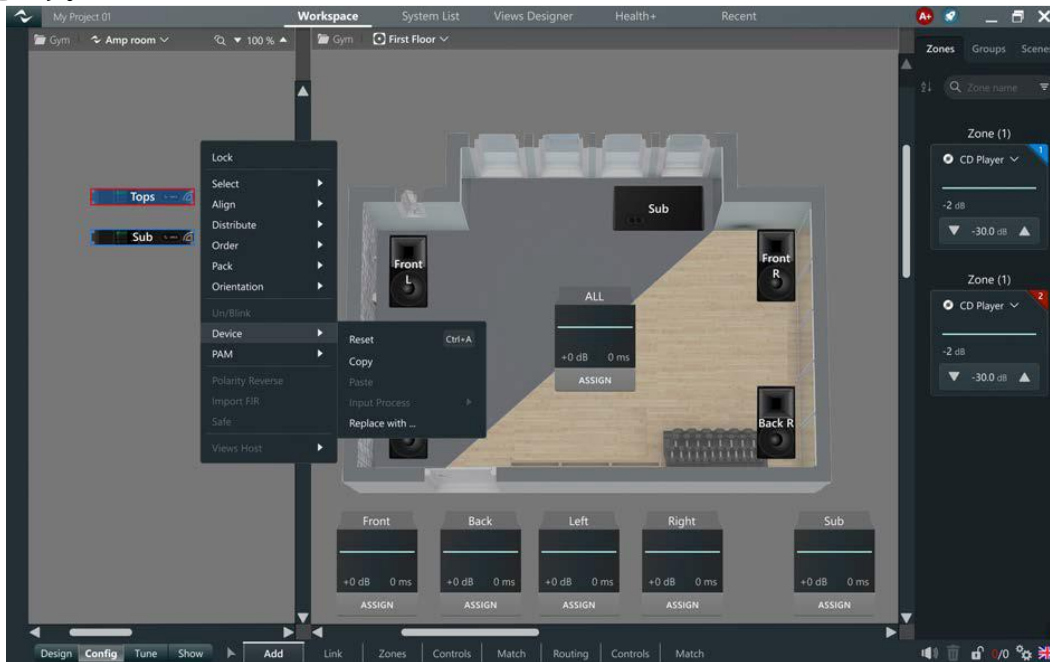 My Project 01
Workspace
System List
Views Designer
Health+
Recent
A+
Gym
Amp room
100 %
Gym
First Floor
Zones
Groups
Scene
Zone name
Tops
Sub
Lock
Select
Align
Distribute
Order
Pack
Orientation
Un/Blink
Device
PAM
Polarity Reverse
Import FIR
Safe
Views Host
Reset
Ctrl+A
Copy
Paste
Input Process
Replace with ...
Sub
Front
L
Front
R
Back R
ALL
+0 dB 0 ms
ASSIGN
Zone (1)
1
CD Player
-2 dB
-30.0 dB
Zone (1)
2
CD Player
-2 dB
-30.0 dB
Front
Back
Left
Right
Sub
+0 dB 0 ms
+0 dB 0 ms
+0 dB 0 ms
+0 dB 0 ms
+0 dB 0 ms
ASSIGN
ASSIGN
ASSIGN
ASSIGN
ASSIGN
Design
Config
Tune
Show
Add
Link
Zones
Controls
Match
Routing
Controls
Match
0/0